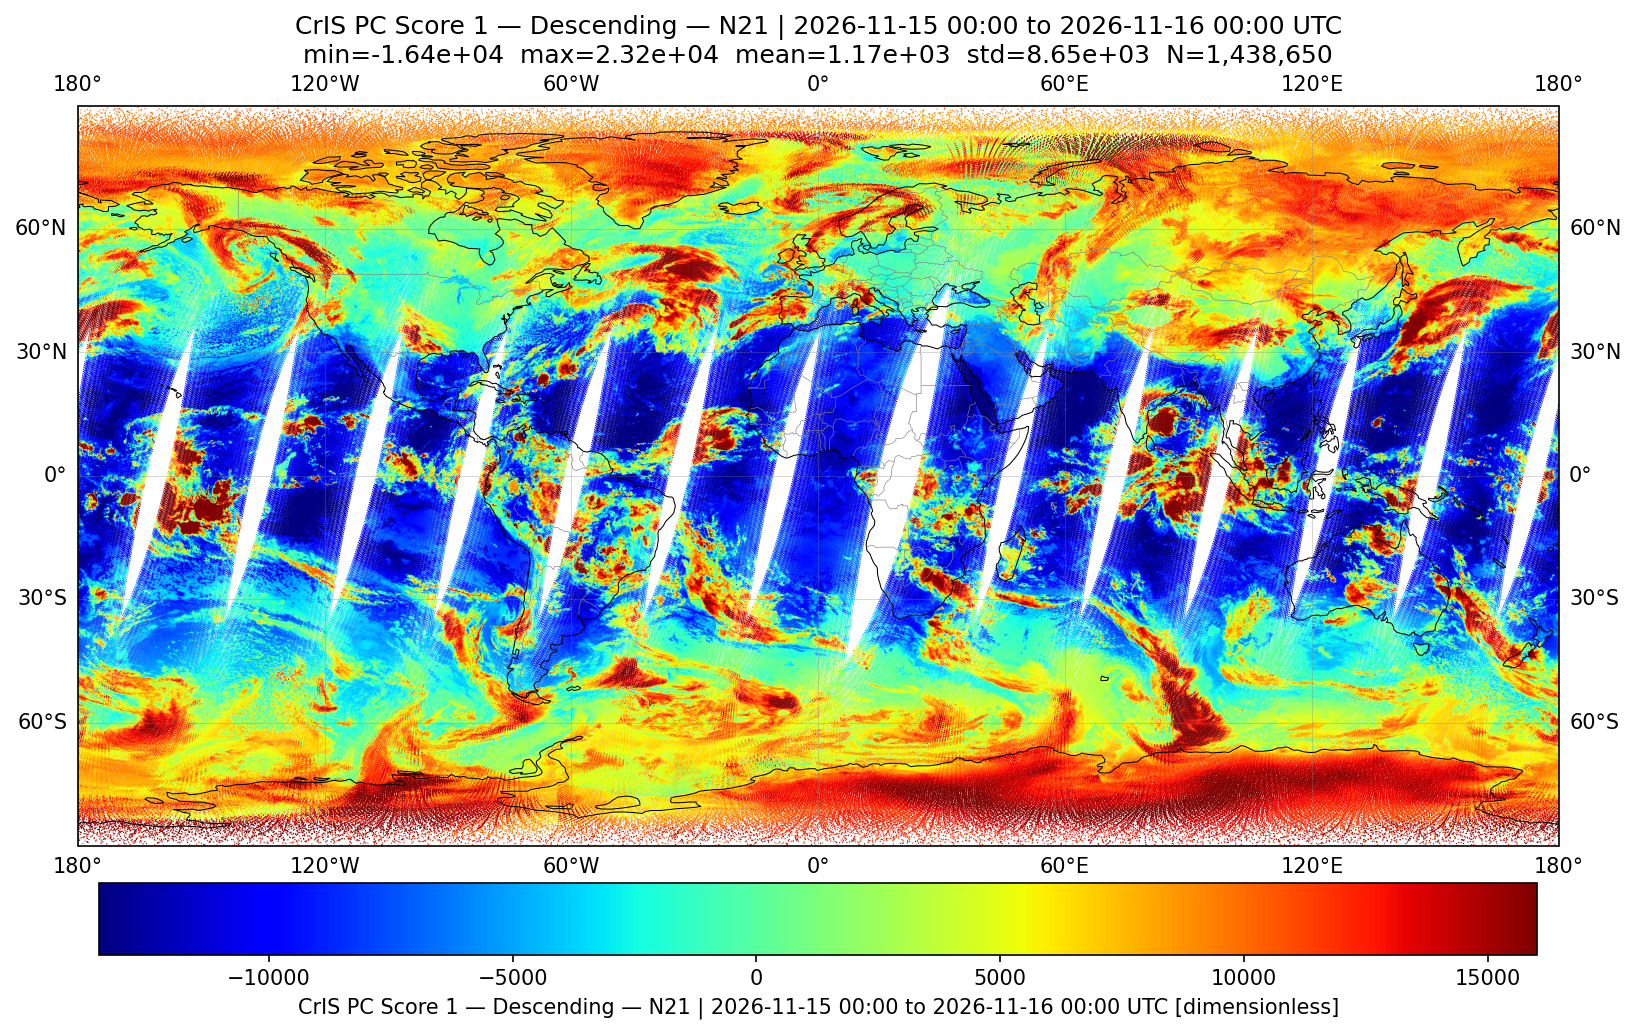 CrIS PC Score 1 — Descending — N21 | 2026-11-15 00:00 to 2026-11-16 00:00 UTC
min=-1.64e+04 max=2.32e+04 mean=1.17e+03 std=8.65e+03 N=1,438,650
180° 120°W 60°W 0° 60°E 120°E 180°
60°N 60°N
30°N 30°N
0° 0°
30°S 30°S
60°S 60°S
180° 120°W 60°W 0° 60°E 120°E 180°
−10000 −5000 0 5000 10000 15000
CrIS PC Score 1 — Descending — N21 | 2026-11-15 00:00 to 2026-11-16 00:00 UTC [dimensionless]